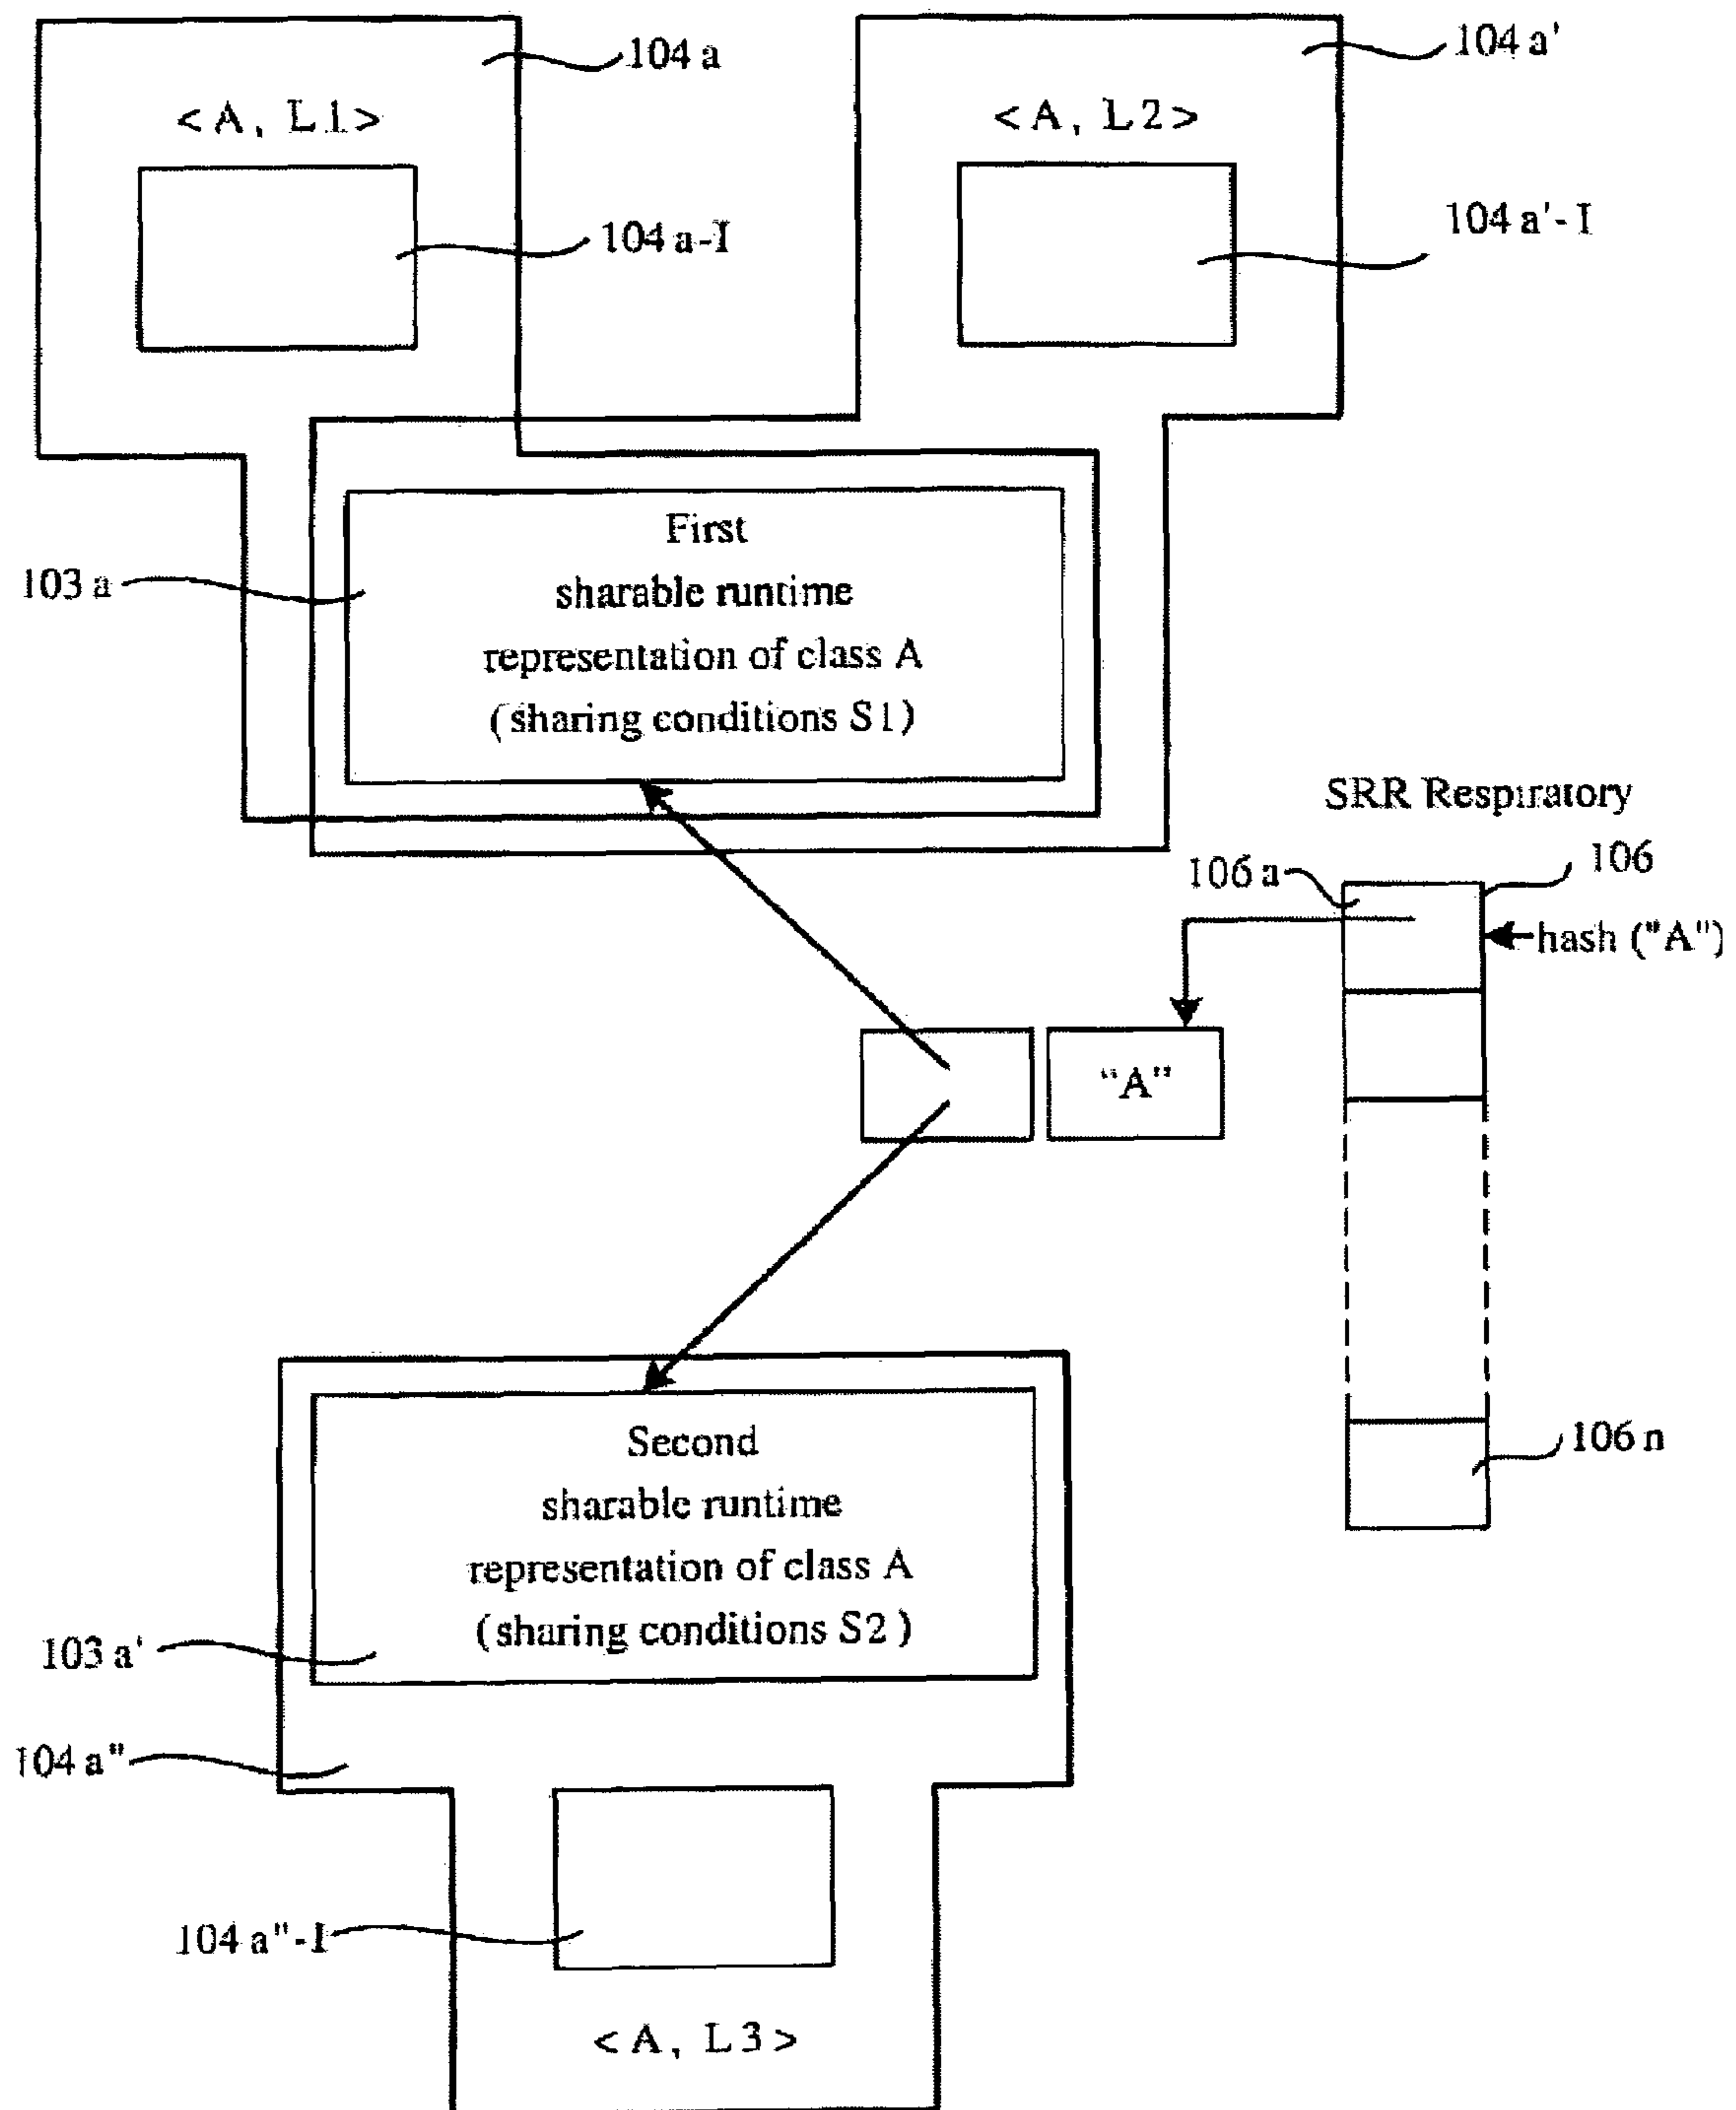 104 a
104 a'
< A, L1>
< A, L2>
104 a-I
104 a'- I
First
sharable runtime
representation of class A
(sharing conditions S1)
103 a
SRR Respiratory
106 a
106
hash ("A")
“A”
Second
sharable runtime
representation of class A
(sharing conditions S2 )
106 n
103 a'
104 a"
104 a"-I
< A, L3>